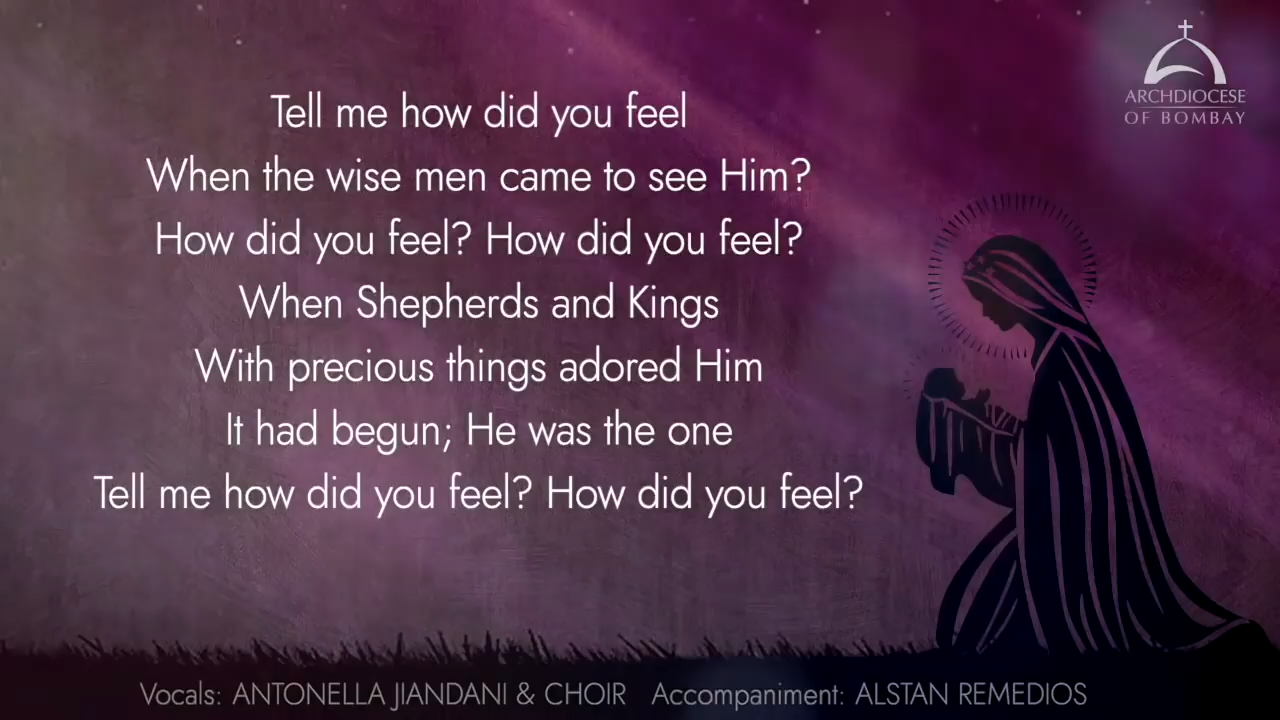 ARCHDIOCESE
OF BOMBAY
Tell me how did you feel
When the wise men came to see Him?
How did you feel? How did you feel?
When Shepherds and Kings
With precious things adored Him
It had begun; He was the one
Tell me how did you feel? How did you feel?
Vocals: ANTONELLA JIANDANI & CHOIR Accompaniment: ALSTAN REMEDIOS